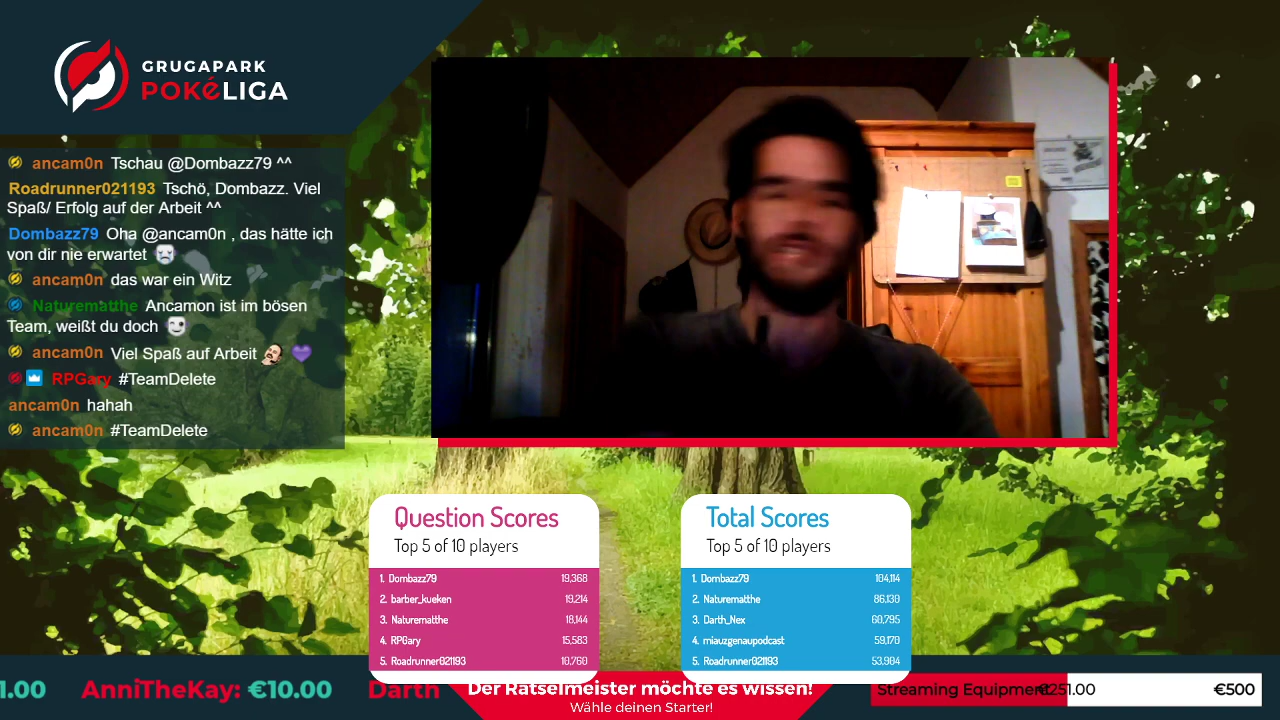 GRUGAPARK
POKéLIGA
ancam0n Tschau @Dombazz79 ^^
Roadrunner021193 Tschö, Dombazz. Viel
Spaß/ Erfolg auf der Arbeit ^^
Dombazz79 Oha @ancam0n , das hätte ich
von dir nie erwartet
ancam0n das war ein Witz
Naturematthe Ancamon ist im bösen
Team, weißt du doch
ancam0n Viel Spaß auf Arbeit
RPGary #TeamDelete
ancam0n hahah
ancam0n #TeamDelete
Question Scores
Top 5 of 10 players
1. Dombazz79 19,368
2. barber_kueken 19,214
3. Naturematthe 18,144
4. RPGary 15,583
5. Roadrunner021193 10,760
Total Scores
Top 5 of 10 players
1. Dombazz79 104,114
2. Naturematthe 86,130
3. Darth_Nex 60,795
4. miauzgenaupodcast 59,170
5. Roadrunner021193 53,904
1.00 AnniTheKay: €10.00 Darth
Der Rätselmeister möchte es wissen!
Wähle deinen Starter!
Streaming Equipment €251.00 €500